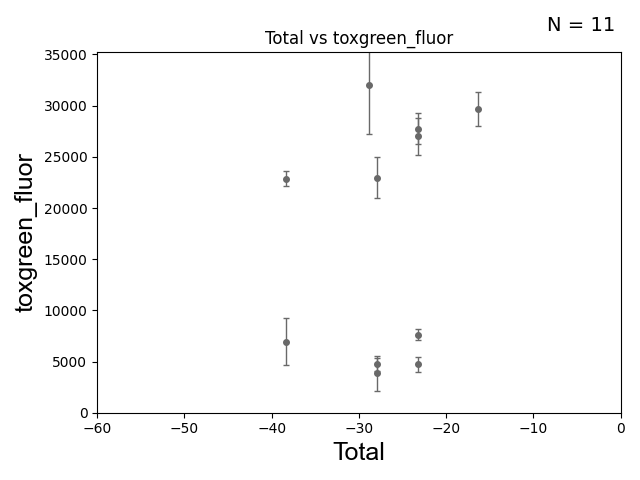 N = 11
Total vs toxgreen_fluor
35000
30000
25000
20000
15000
10000
5000
0
toxgreen_fluor
−60 −50 −40 −30 −20 −10 0
Total